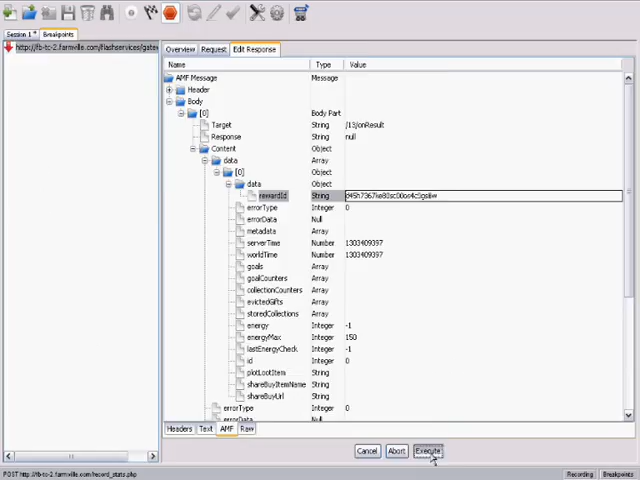 Session 1 * Breakpoints
http://fb-tc-2.farmville.com/flashservices/gatew
Overview Request Edit Response
Name Type Value
AMF Message Message
Header
Body
[0] Body Part
Target String /13/onResult
Response String null
Content Object
data Array
[0] Object
data Object
rewardId String
errorType Integer 0
errorData Null
metadata Array
serverTime Number 1303409397
worldTime Number 1303409397
goals Array
goalCounters Array
collectionCounters Array
evictedGifts Array
storedCollections Array
energy Integer -1
energyMax Integer 150
lastEnergyCheck Integer -1
id Integer 0
plotLootItem String
shareBuyItemName String
shareBuyUrl String
errorType Integer 0
errorData Null
Headers Text AMF Raw
Cancel Abort Execute
POST http://fb-tc-2.farmville.com/record_stats.php Recording Breakpoints